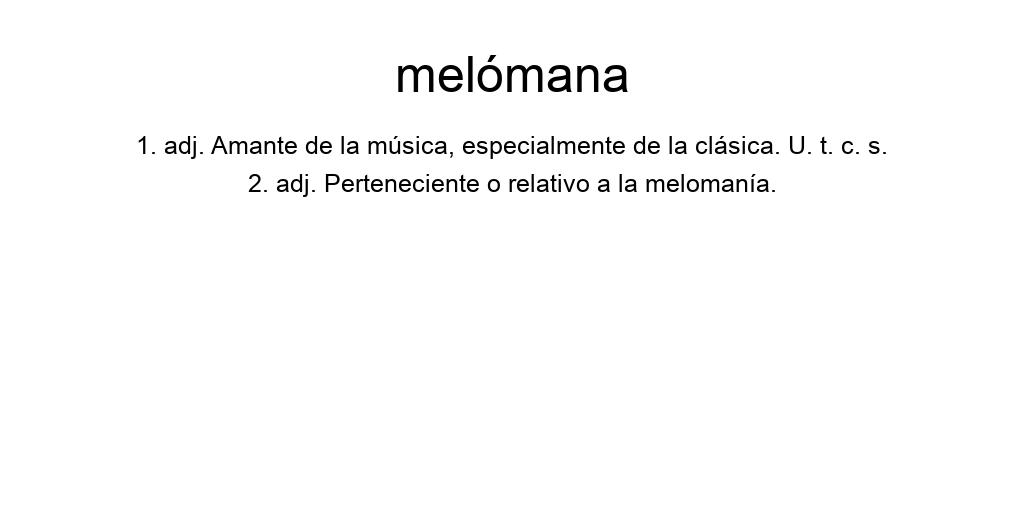 melómana
1. adj. Amante de la música, especialmente de la clásica. U. t. c. s.
2. adj. Perteneciente o relativo a la melomanía.